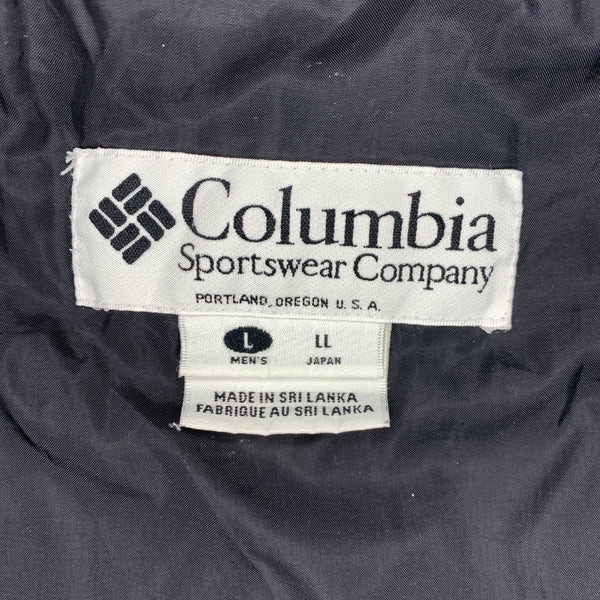 Columbia
Sportswear Company
PORTLAND, OREGON U. S. A.
L LL
MEN'S JAPAN
MADE IN SRI LANKA
FABRIQUE AU SRI LANKA